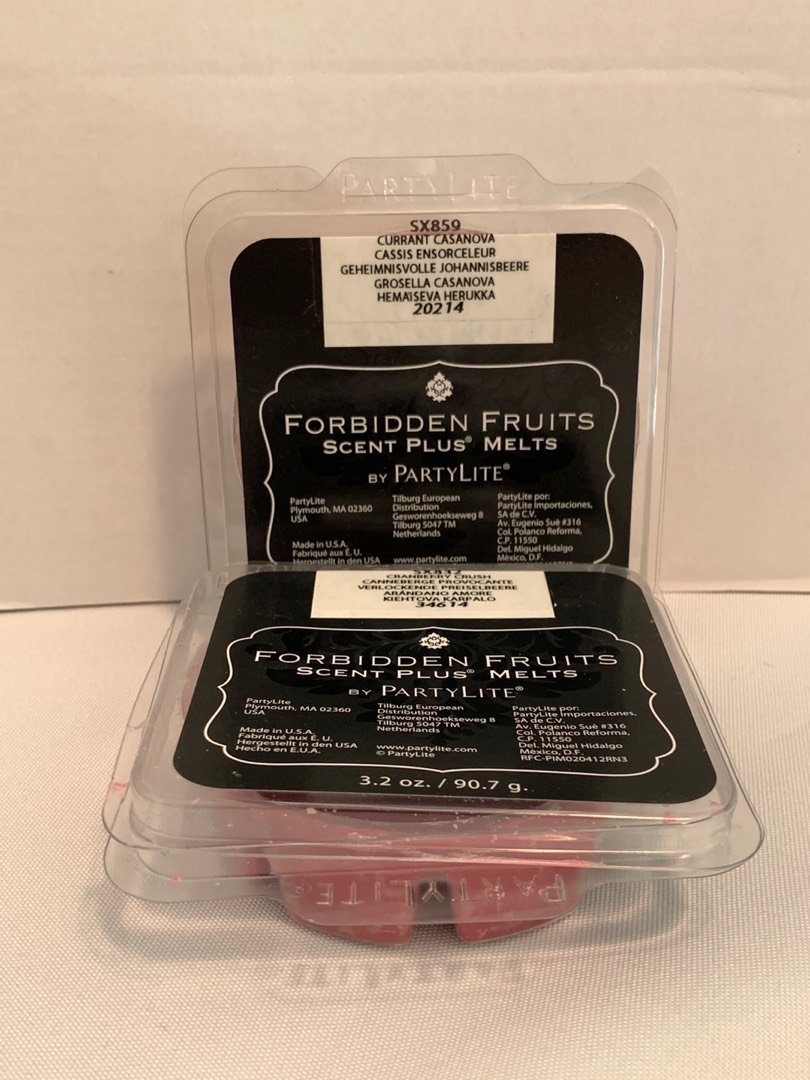 PARTYLITE
SX859
CURRANT CASANOVA
CASSIS ENSORCELEUR
GEHEIMNISVOLLE JOHANNISBEERE
GROSELLA CASANOVA
HEMAISEVA HERUKKA
20214
FORBIDDEN FRUITS
SCENT PLUS® MELTS
BY PARTYLITE®
PartyLite
Plymouth, MA 02360
USA
Made in U.S.A.
Fabriqué aux É. U.
Hergestellt in den USA
Tilburg European
Distribution
Gesworenhoekseweg 8
Tilburg 5047 TM
Netherlands
www.partylite.com
PartyLite por:
PartyLite Importaciones,
SA de C.V.
Av. Eugenio Suè #316
Col. Polanco Reforma,
C.P. 11550
Del. Miguel Hidalgo
Mèxico, D.F.
SX832
CRANBERRY CRUSH
CANNEBERGE PROVOCANTE
VERLOCKENDE PREISELBEERE
ARÁNDANO AMORE
KIEHTOVA KARPALO
34614
FORBIDDEN FRUITS
SCENT PLUS® MELTS
BY PARTYLITE®
PartyLite
Plymouth, MA 02360
USA
Made in U.S.A.
Fabriqué aux É. U.
Hergestellt in den USA
Hecho en E.U.A.
Tilburg European
Distribution
Gesworenhoekseweg 8
Tilburg 5047 TM
Netherlands
www.partylite.com
© PartyLite
PartyLite por:
PartyLite Importaciones,
SA de C.V.
Av. Eugenio Suè #316
Col. Polanco Reforma,
C.P. 11550
Del. Miguel Hidalgo
Mèxico, D.F.
RFC-PIM020412RN3
3.2 oz. / 90.7 g.
PARTYLITE®